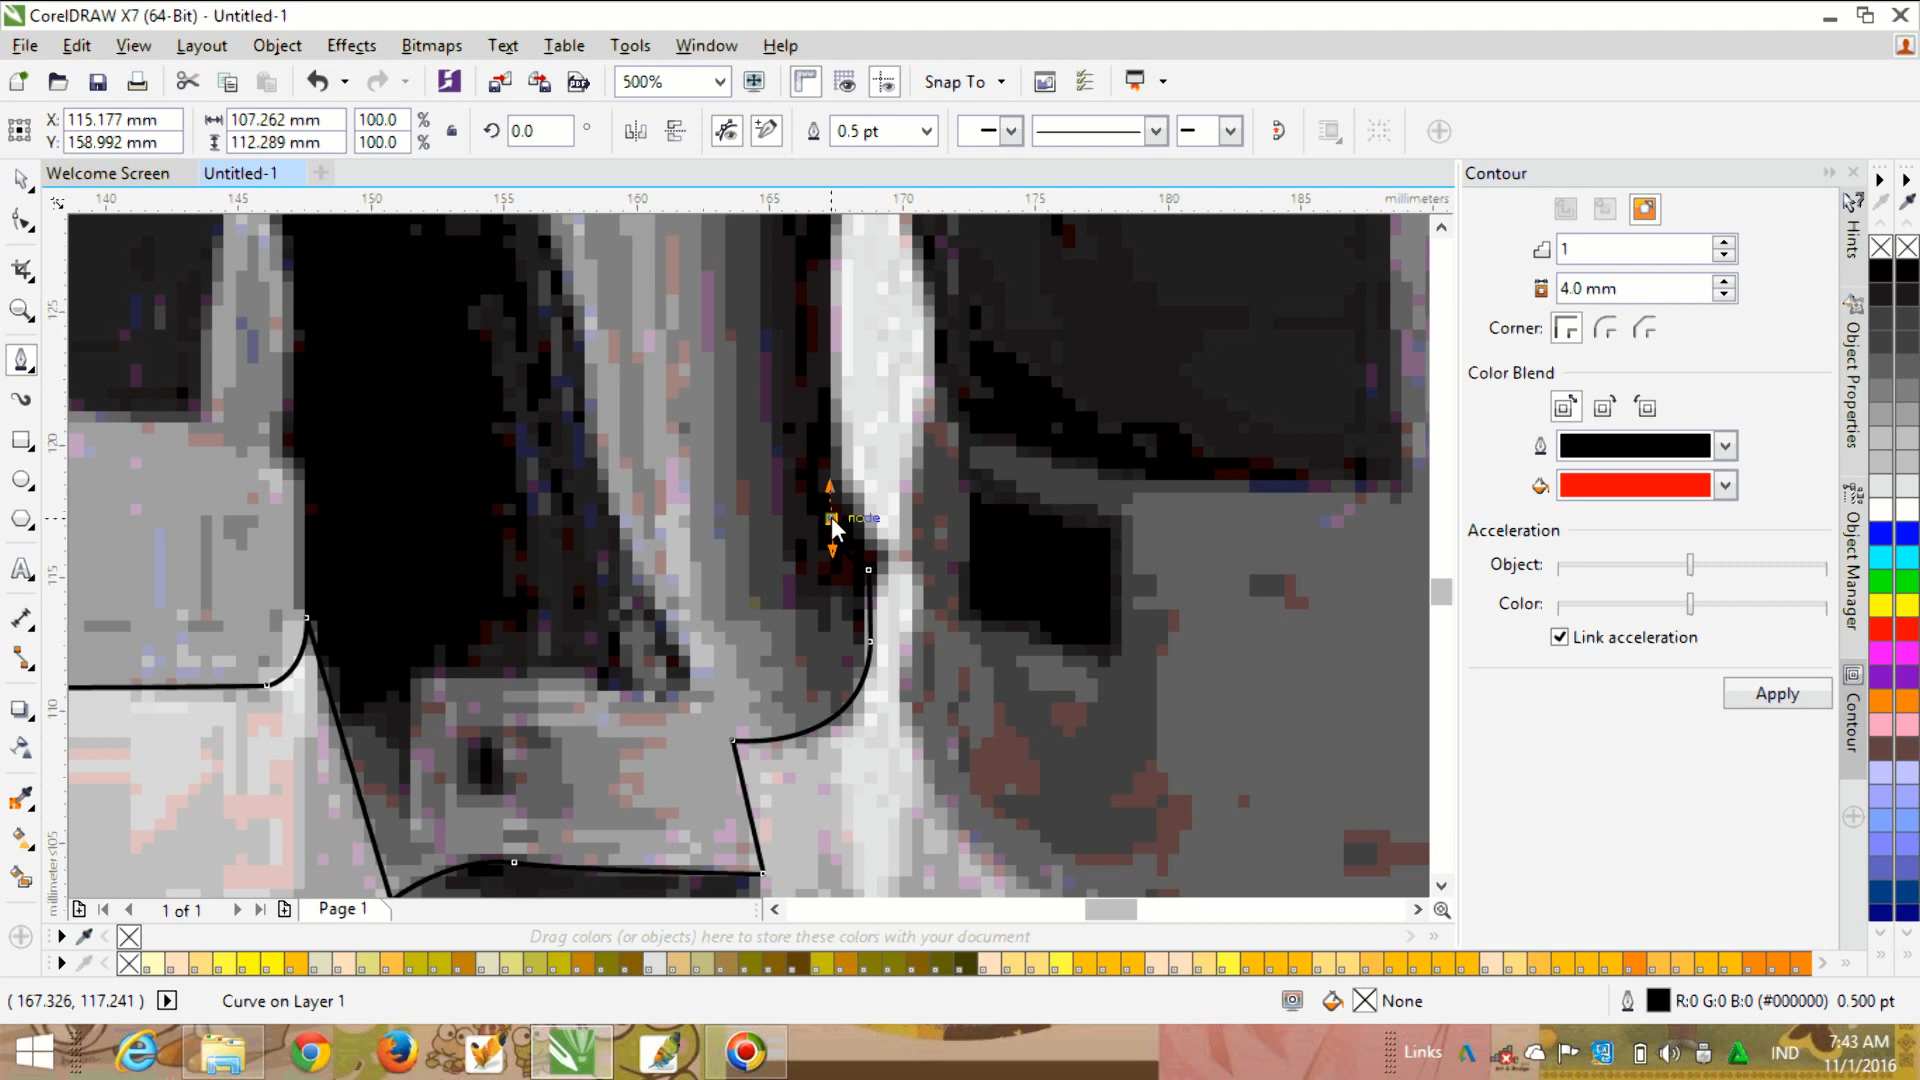 CorelDRAW X7 (64-Bit) - Untitled-1
File Edit View Layout Object Effects Bitmaps Text Table Tools Window Help
500% Snap To
X: 115.177 mm 107.262 mm 100.0 %
Y: 158.992 mm 112.289 mm 100.0 %
0.0 ° 0.5 pt
Welcome Screen Untitled-1
140 145 150 155 160 165 170 175 180 185 millimeters
125
120
115
110
105
millimeters
node
Contour
1
4.0 mm
Corner:
Color Blend
Acceleration
Object:
Color:
Link acceleration
Apply
Hints
Object Properties
Object Manager
Contour
1 of 1 Page 1
Drag colors (or objects) here to store these colors with your document
( 167.326, 117.241 ) Curve on Layer 1 None R:0 G:0 B:0 (#000000) 0.500 pt
Links IND 7:43 AM
11/1/2016